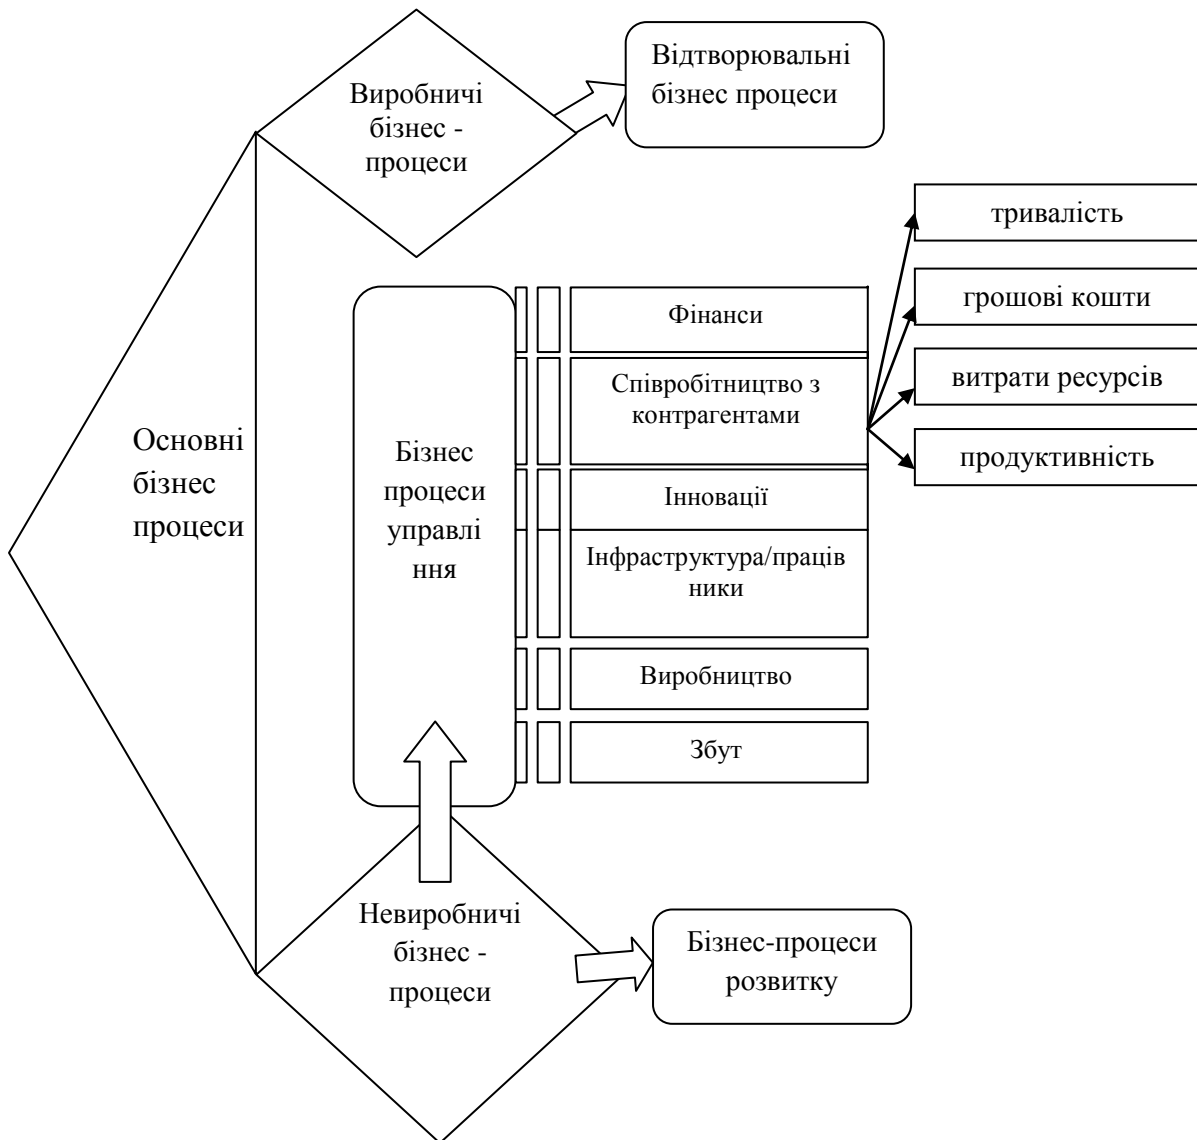 Виробничі
бізнес -
процеси
Відтворювальні
бізнес процеси
тривалість
грошові кошти
витрати ресурсів
продуктивність
Основні
бізнес
процеси
Бізнес
процеси
управлі
ння
Фінанси
Співробітництво з
контрагентами
Інновації
Інфраструктура/праців
ники
Виробництво
Збут
Невиробничі
бізнес -
процеси
Бізнес-процеси
розвитку